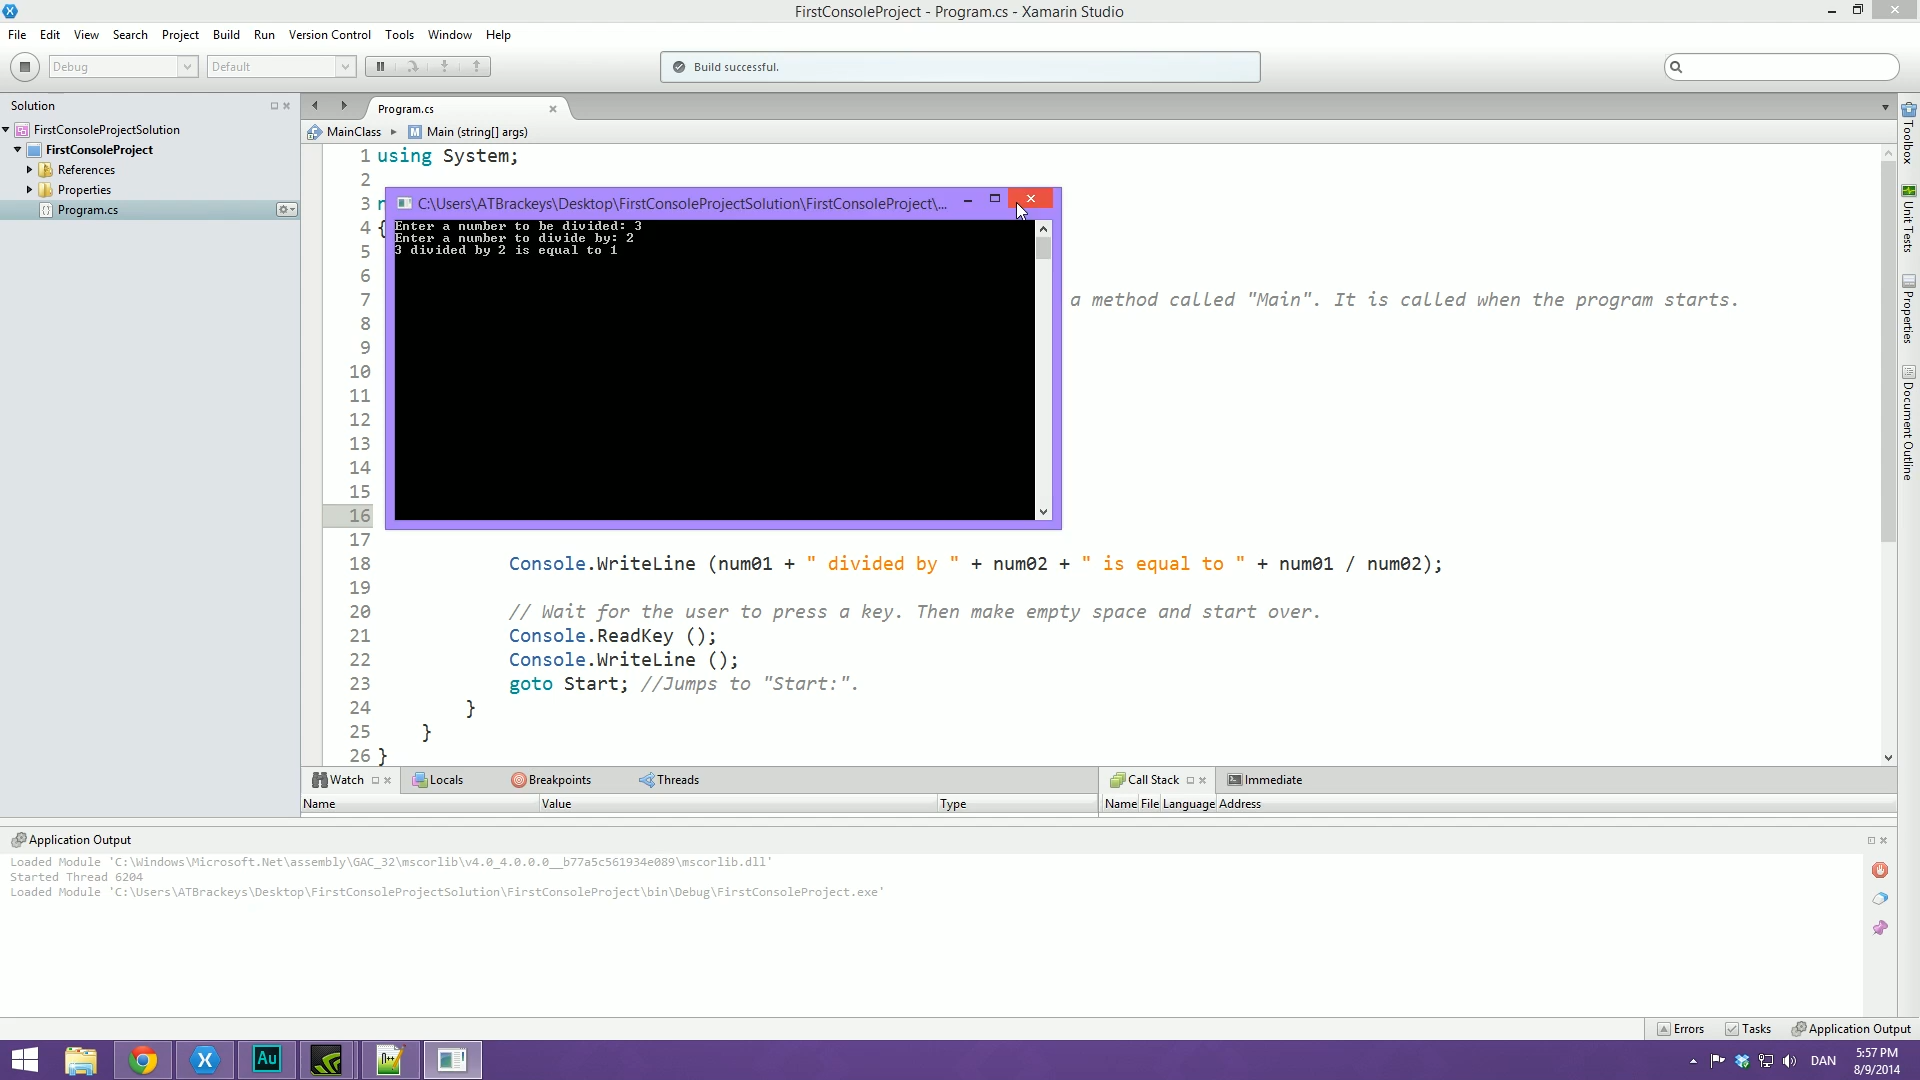 FirstConsoleProject - Program.cs - Xamarin Studio
File Edit View Search Project Build Run Version Control Tools Window Help
Debug Default Build successful.
Solution
FirstConsoleProjectSolution
FirstConsoleProject
References
Properties
Program.cs
Program.cs
MainClass Main (string[] args)
1 using System;
2
3 n
4 {
5
6
7 a method called "Main". It is called when the program starts.
8
9
10
11
12
13
14
15
16
17
18 Console.WriteLine (num01 + " divided by " + num02 + " is equal to " + num01 / num02);
19
20 // Wait for the user to press a key. Then make empty space and start over.
21 Console.ReadKey ();
22 Console.WriteLine ();
23 goto Start; //Jumps to "Start:".
24 }
25 }
26 }
C:\Users\ATBrackeys\Desktop\FirstConsoleProjectSolution\FirstConsoleProject\...
Enter a number to be divided: 3
Enter a number to divide by: 2
3 divided by 2 is equal to 1
Toolbox
Unit Tests
Properties
Document Outline
Watch Locals Breakpoints Threads
Name Value Type
Call Stack Immediate
Name File Language Address
Application Output
Loaded Module 'C:\Windows\Microsoft.Net\assembly\GAC_32\mscorlib\v4.0_4.0.0.0__b77a5c561934e089\mscorlib.dll'
Started Thread 6204
Loaded Module 'C:\Users\ATBrackeys\Desktop\FirstConsoleProjectSolution\FirstConsoleProject\bin\Debug\FirstConsoleProject.exe'
Errors Tasks Application Output
Au
DAN
5:57 PM
8/9/2014